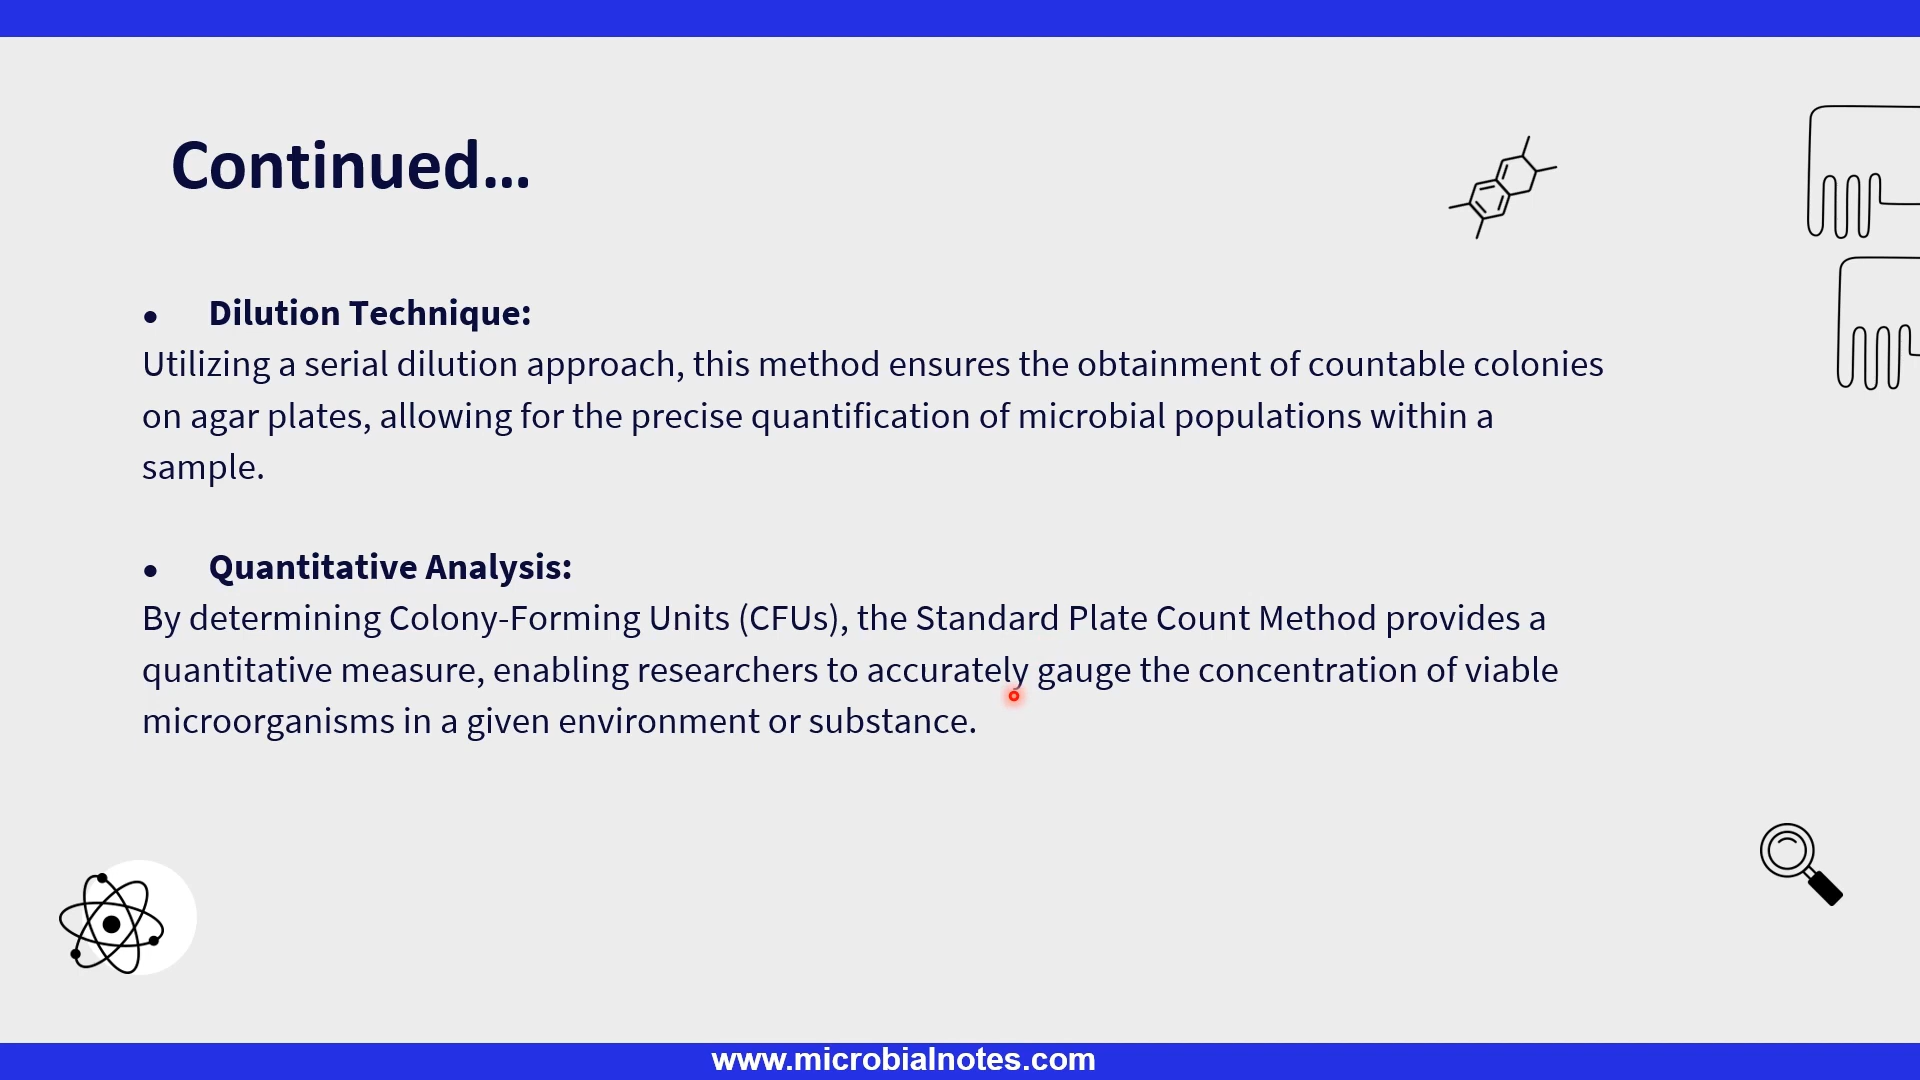 Continued...
• Dilution Technique:
Utilizing a serial dilution approach, this method ensures the obtainment of countable colonies
on agar plates, allowing for the precise quantification of microbial populations within a
sample.
• Quantitative Analysis:
By determining Colony-Forming Units (CFUs), the Standard Plate Count Method provides a
quantitative measure, enabling researchers to accurately gauge the concentration of viable
microorganisms in a given environment or substance.
www.microbialnotes.com